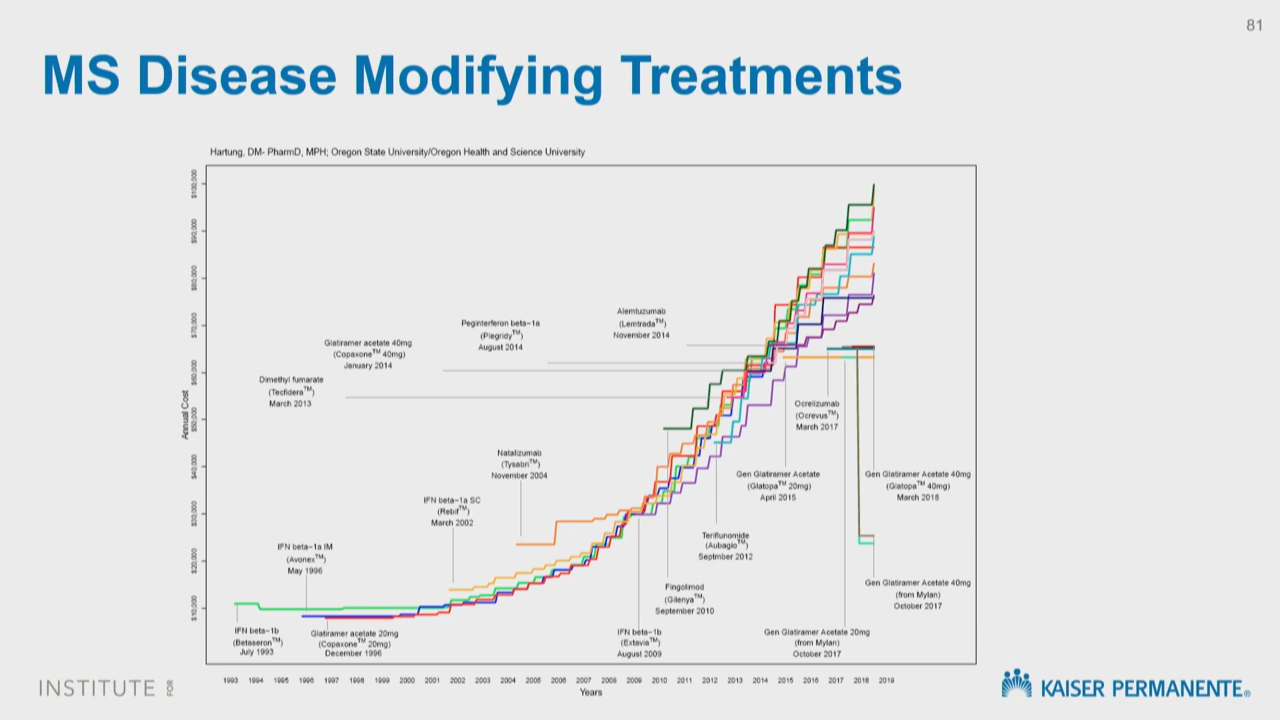 81
MS Disease Modifying Treatments
Hartung, DM- PharmD, MPH; Oregon State University/Oregon Health and Science University
$100,000
$90,000
$80,000
$70,000
$60,000
$50,000
$40,000
$30,000
$20,000
$10,000
Annual Cost
Alemtuzumab
(Lemtrada™)
November 2014
Peginterferon beta-1a
(Plegridy™)
August 2014
Glatiramer acetate 40mg
(Copaxone™ 40mg)
January 2014
Dimethyl fumarate
(Tecfidera™)
March 2013
Ocrelizumab
(Ocrevus™)
March 2017
Natalizumab
(Tysabri™)
November 2004
Gen Glatiramer Acetate
(Glatopa™ 20mg)
April 2015
Gen Glatiramer Acetate 40mg
(Glatopa™ 40mg)
March 2018
IFN beta-1a SC
(Rebif™)
March 2002
Teriflunomide
(Aubagio™)
Septmber 2012
IFN beta-1a IM
(Avonex™)
May 1996
Fingolimod
(Gilenya™)
September 2010
Gen Glatiramer Acetate 40mg
(from Mylan)
October 2017
IFN beta-1b
(Betaseron™)
July 1993
Glatiramer acetate 20mg
(Copaxone™ 20mg)
December 1996
IFN beta-1b
(Extavia™)
August 2009
Gen Glatiramer Acetate 20mg
(from Mylan)
October 2017
1993 1994 1995 1996 1997 1998 1999 2000 2001 2002 2003 2004 2005 2006 2007 2008 2009 2010 2011 2012 2013 2014 2015 2016 2017 2018 2019
Years
INSTITUTE FOR
KAISER PERMANENTE®